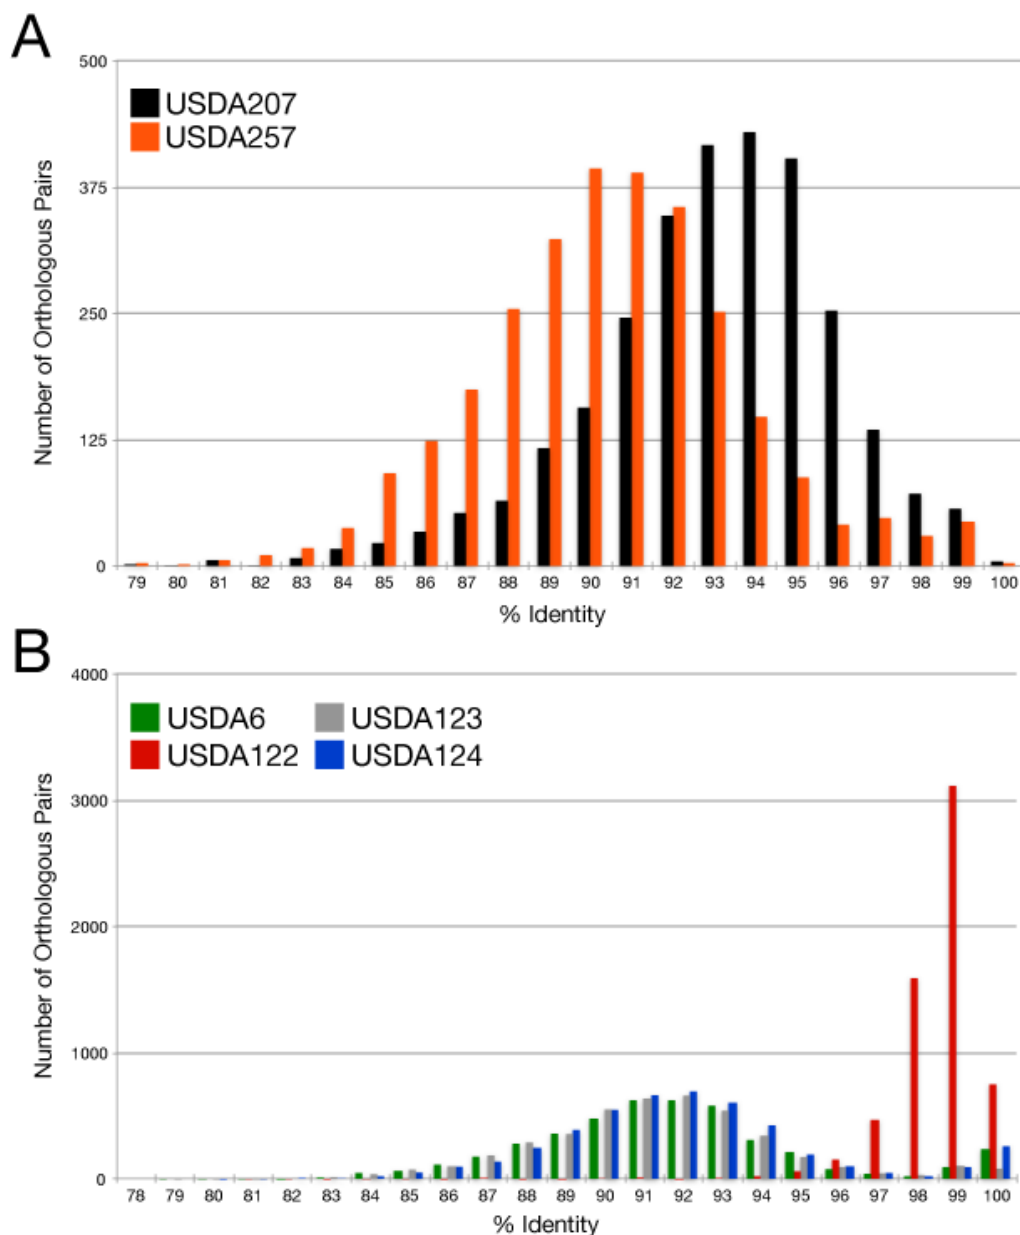 A
500
USDA207
USDA257
375
250
125
0
Number of Orthologous Pairs
79 80 81 82 83 84 85 86 87 88 89 90 91 92 93 94 95 96 97 98 99 100
% Identity
B
4000
USDA6 USDA123
USDA122 USDA124
3000
2000
1000
0
Number of Orthologous Pairs
78 79 80 81 82 83 84 85 86 87 88 89 90 91 92 93 94 95 96 97 98 99 100
% Identity